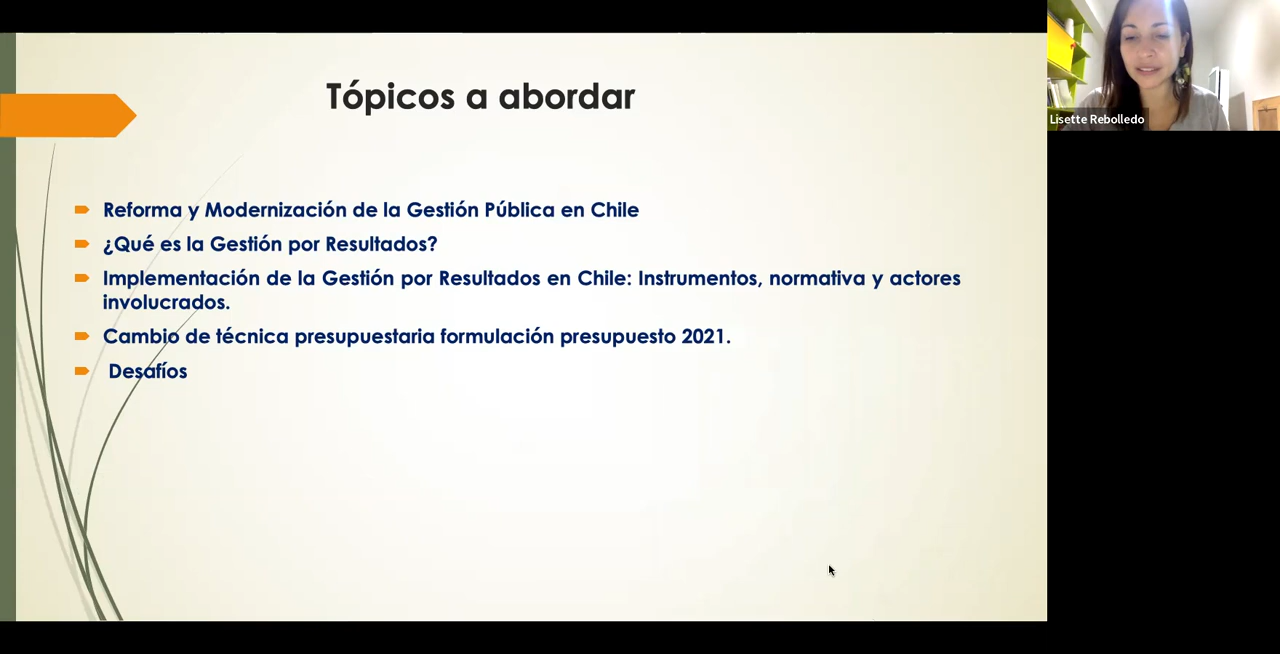 Tópicos a abordar
Lisette Rebolledo
Reforma y Modernización de la Gestión Pública en Chile
¿Qué es la Gestión por Resultados?
Implementación de la Gestión por Resultados en Chile: Instrumentos, normativa y actores
involucrados.
Cambio de técnica presupuestaria formulación presupuesto 2021.
Desafíos